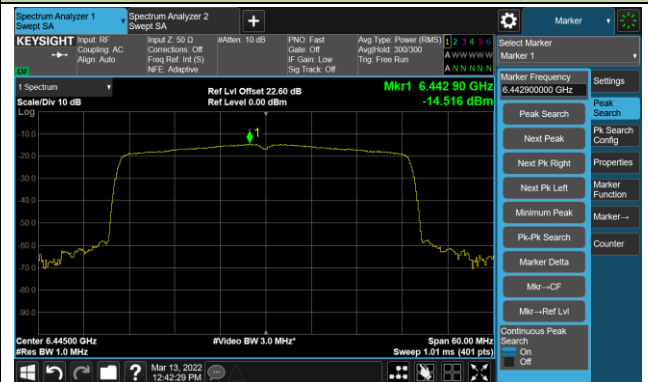 Spectrum Analyzer 1
Swept SA
Spectrum Analyzer 2
Swept SA
+
Marker
KEYSIGHT
Input: RF
Coupling: AC
Align: Auto
Input Z: 50 Ω
Corrections: Off
Freq Ref: Int (S)
NFE: Adaptive
#Atten: 10 dB
PNO: Fast
Gate: Off
IF Gain: Low
Sig Track: Off
Avg Type: Power (RMS)
Avg|Hold: 300/300
Trig: Free Run
1 2 3 4 5 6
A W W W W W
A N N N N N
Select Marker
Marker 1
1 Spectrum
Scale/Div 10 dB
Log
Ref Lvl Offset 22.60 dB
Ref Level 0.00 dBm
Mkr1 6.442 90 GHz
-14.516 dBm
1
-10.0
-20.0
-30.0
-40.0
-50.0
-60.0
-70.0
-80.0
-90.0
Center 6.44500 GHz
#Res BW 1.0 MHz
#Video BW 3.0 MHz*
Span 60.00 MHz
Sweep 1.01 ms (401 pts)
Marker Frequency
6.442900000 GHz
Peak Search
Next Peak
Next Pk Right
Next Pk Left
Minimum Peak
Pk-Pk Search
Marker Delta
Mkr→CF
Mkr→Ref Lvl
Continuous Peak
Search
On
Off
Settings
Peak
Search
Pk Search
Config
Properties
Marker
Function
Marker→
Counter
?
Mar 13, 2022
12:42:29 PM